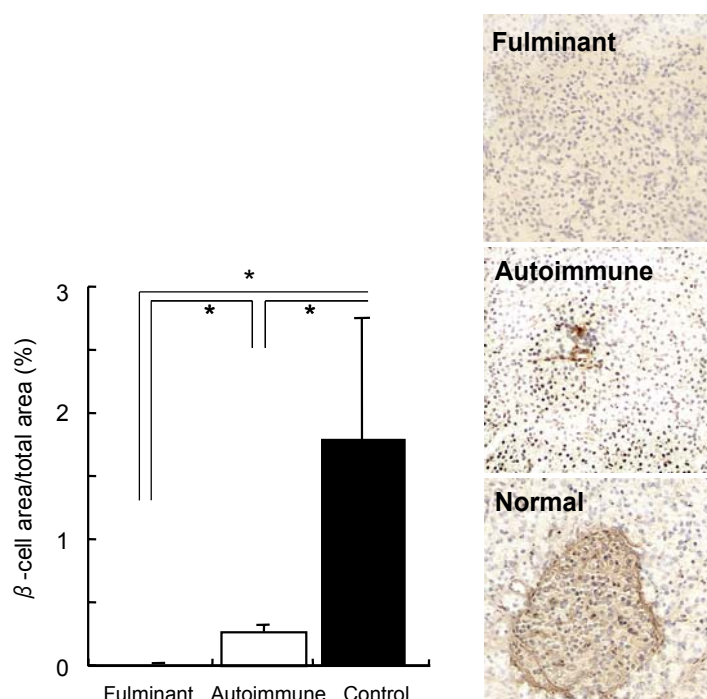 Fulminant
Autoimmune
Normal
*
* *
3
2
1
0
β-cell area/total area (%)
Fulminant Autoimmune Control